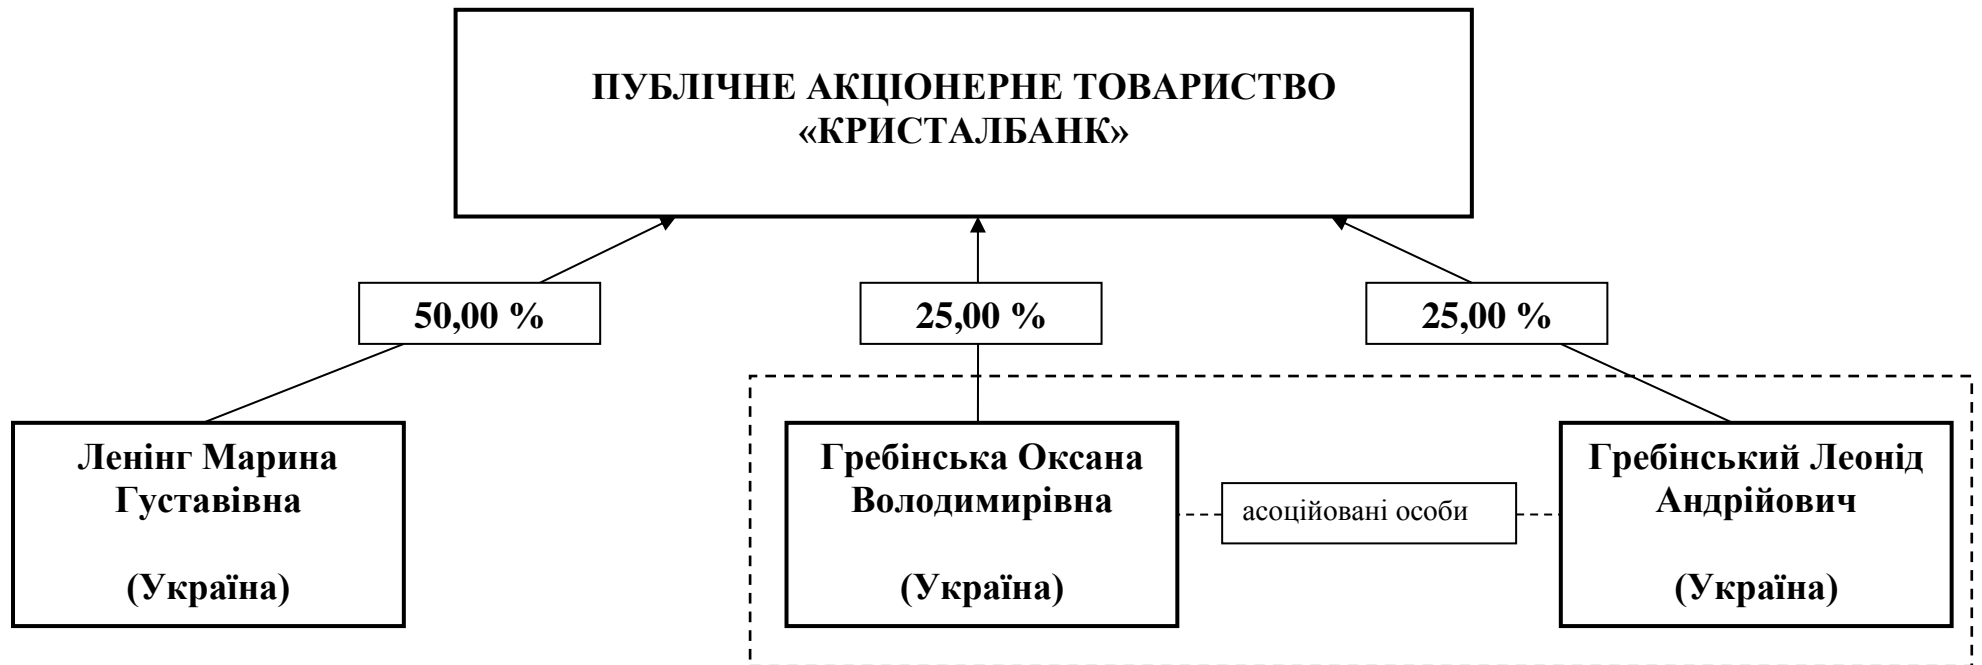 ПУБЛІЧНЕ АКЦІОНЕРНЕ ТОВАРИСТВО
«КРИСТАЛБАНК»
50,00 %
25,00 %
25,00 %
Ленінг Марина
Густавівна
(Україна)
Гребінська Оксана
Володимирівна
(Україна)
асоційовані особи
Гребінський Леонід
Андрійович
(Україна)